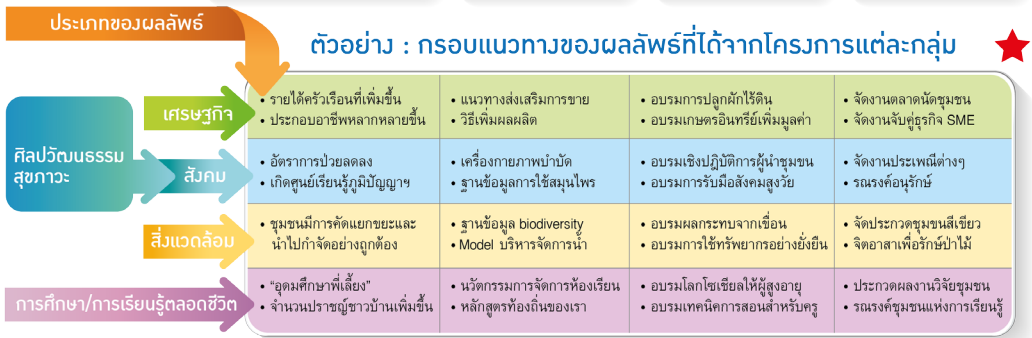 ประเภทของผลลัพธ์
ตัวอย่าง : กรอบแนวทางของผลลัพธ์ที่ได้จากโครงการแต่ละกลุ่ม
ศิลปวัฒนธรรม
สุขภาวะ
เศรษฐกิจ
• รายได้ครัวเรือนที่เพิ่มขึ้น
• ประกอบอาชีพหลากหลายขึ้น
• แนวทางส่งเสริมการขาย
• วิธีเพิ่มผลผลิต
• อบรมการปลูกผักไร้ดิน
• อบรมเกษตรอินทรีย์เพิ่มมูลค่า
• จัดงานตลาดนัดชุมชน
• จัดงานจับคู่ธุรกิจ SME
สังคม
• อัตราการป่วยลดลง
• เกิดศูนย์เรียนรู้ภูมิปัญญาฯ
• เครื่องกายภาพบำบัด
• ฐานข้อมูลการใช้สมุนไพร
• อบรมเชิงปฎิบัติการผู้นำชุมชน
• อบรมการรับมือสังคมสูงวัย
• จัดงานประเพณีต่างๆ
• รณรงค์อนุรักษ์
สิ่งแวดล้อม
• ชุมชนมีการคัดแยกขยะและ
นำไปกำจัดอย่างถูกต้อง
• ฐานข้อมูล biodiversity
• Model บริหารจัดการน้ำ
• อบรมผลกระทบจากเขื่อน
• อบรมการใช้ทรัพยากรอย่างยั่งยืน
• จัดประกวดชุมชนสีเขียว
• จิตอาสาเพื่อรักษ์ป่าไม้
การศึกษา/การเรียนรู้ตลอดชีวิต
• “อุดมศึกษาพี่เลี้ยง”
• จำนวนปราชญ์ชาวบ้านเพิ่มขึ้น
• นวัตกรรมการจัดการห้องเรียน
• หลักสูตรท้องถิ่นของเรา
• อบรมโลกโซเชียลให้ผู้สูงอายุ
• อบรมเทคนิคการสอนสำหรับครู
• ประกวดผลงานวิจัยชุมชน
• รณรงค์ชุมชนแห่งการเรียนรู้